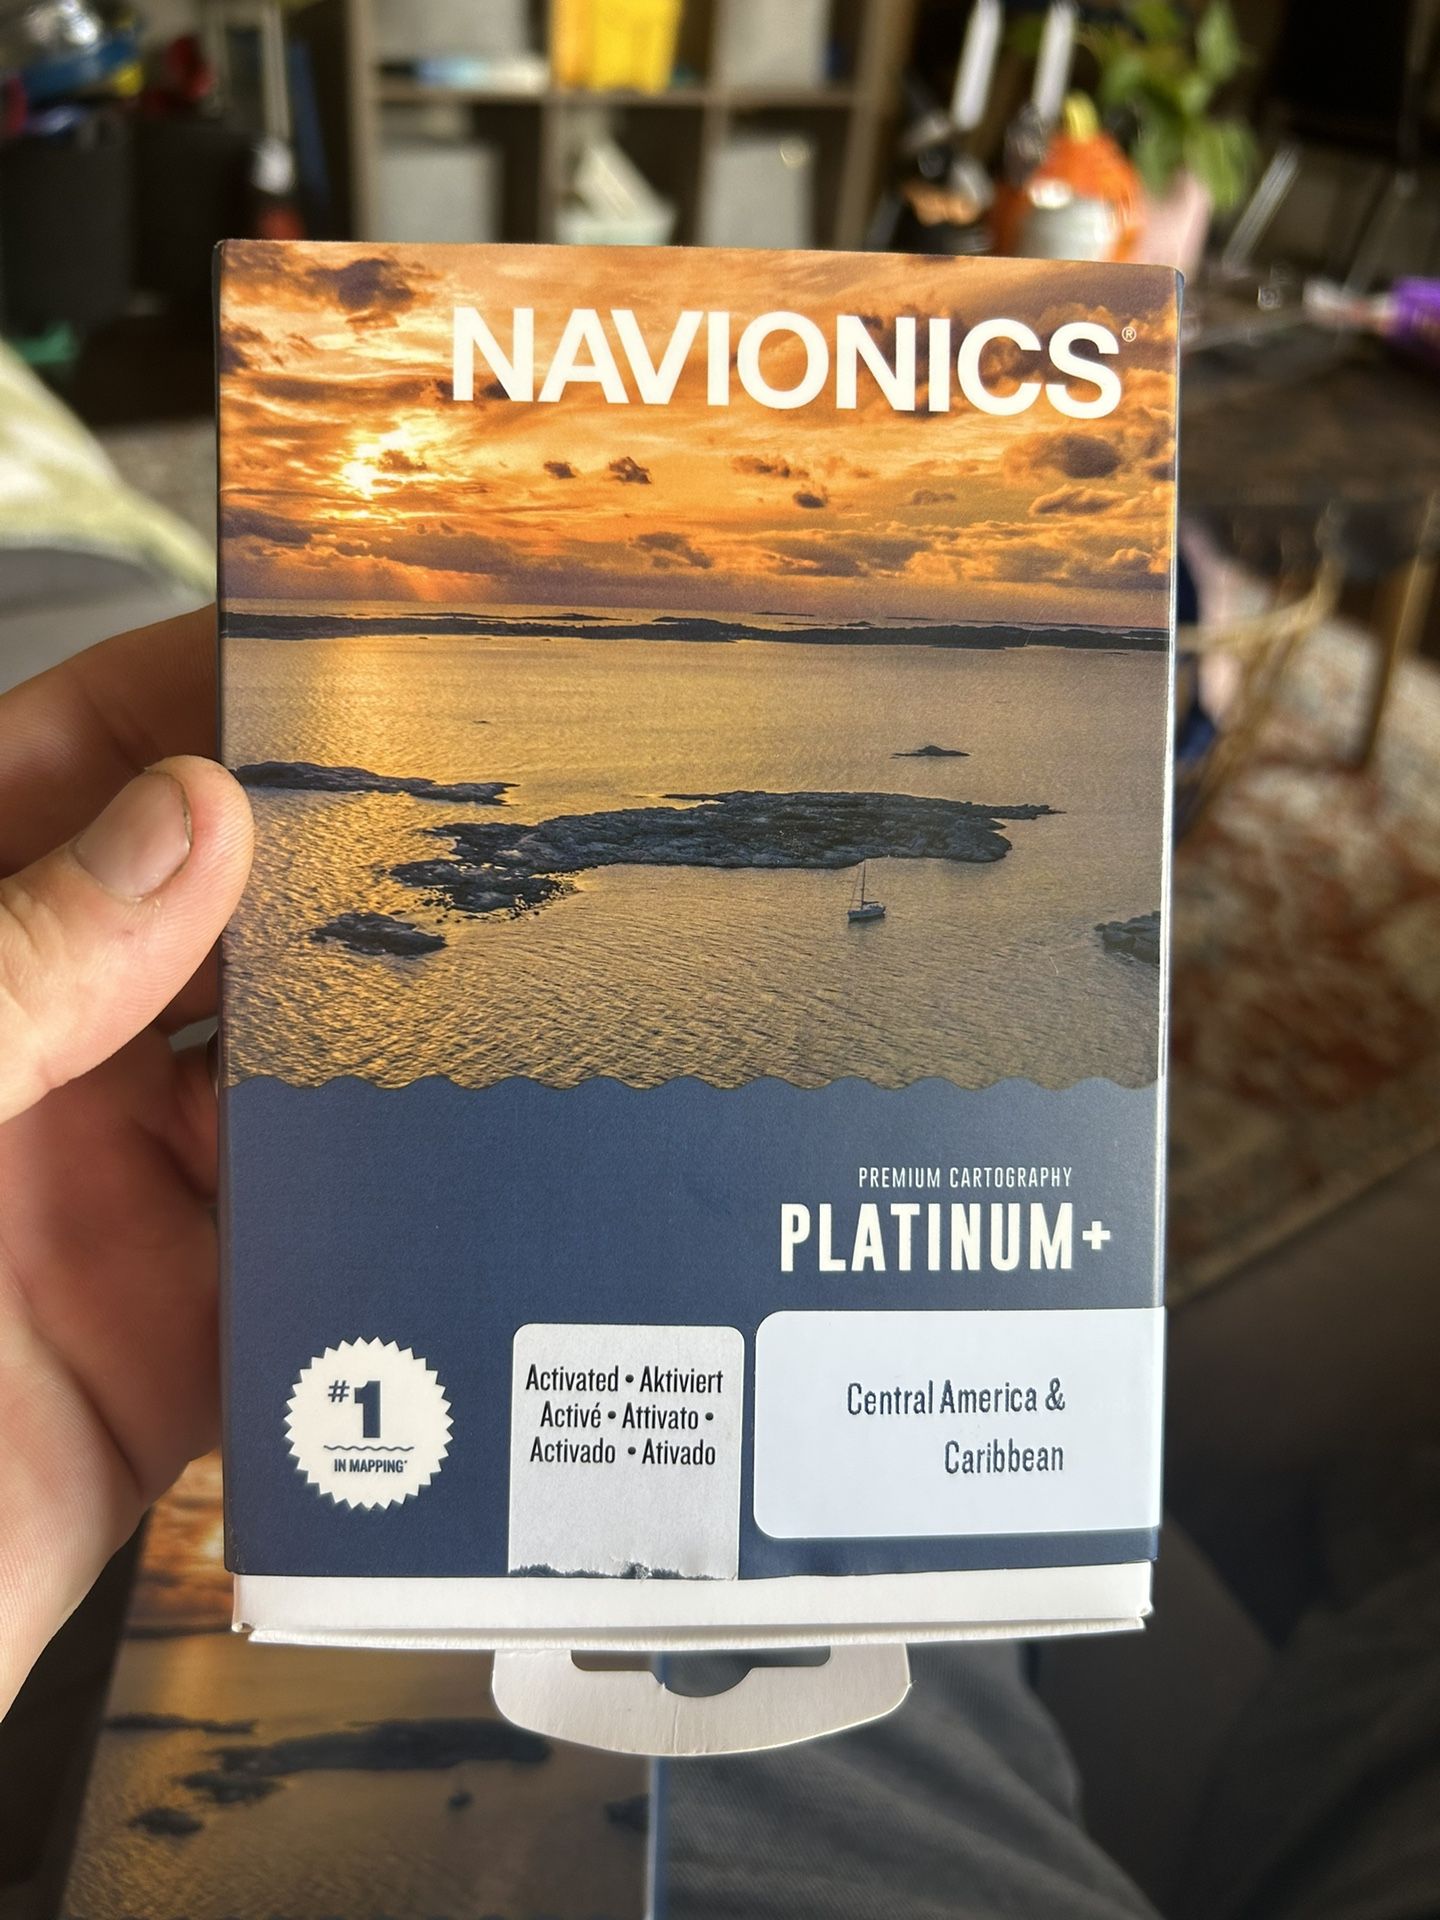 NAVIONICS®
PREMIUM CARTOGRAPHY
PLATINUM+
#1
IN MAPPING*
Activated • Aktiviert
Activé • Attivato •
Activado • Ativado
Central America &
Caribbean